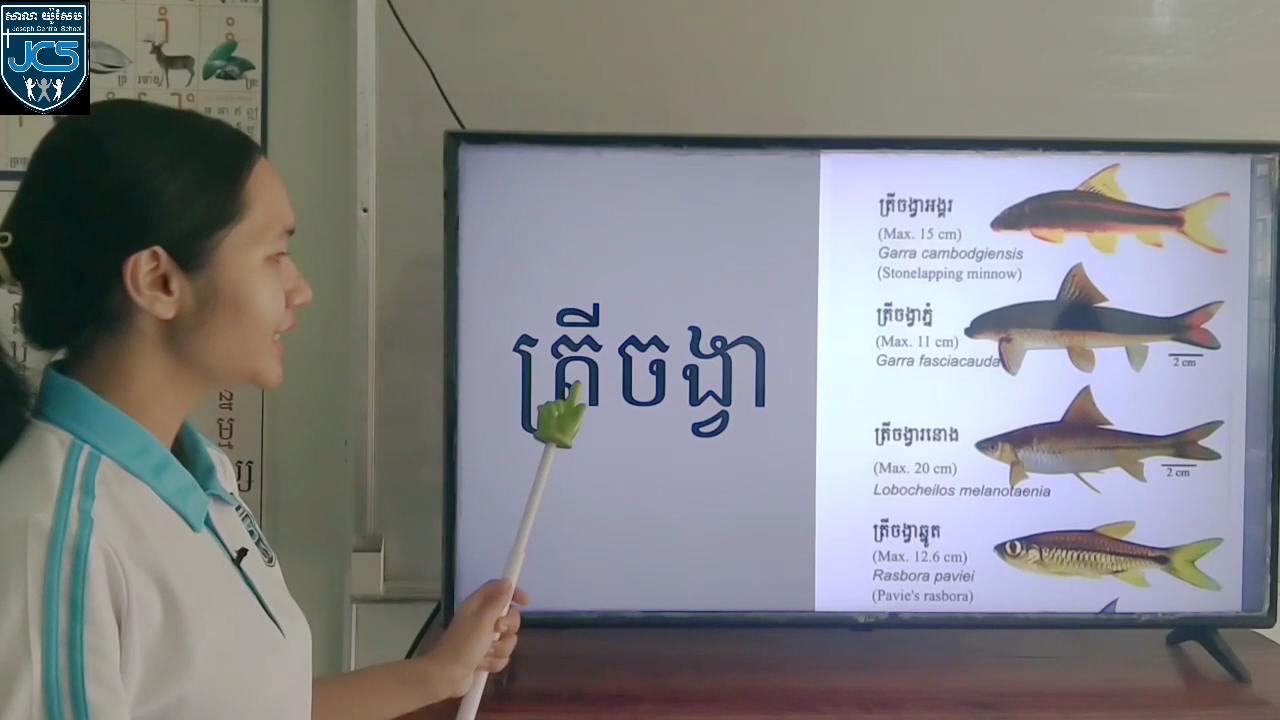 សាលា យ៉ូសែប
Joseph Central School
JCS
ត្រីចង្វា
ត្រីចង្វាអង្ករ
(Max. 15 cm)
Garra cambodgiensis
(Stonelapping minnow)
ត្រីចង្វាភ្នំ
(Max. 11 cm)
Garra fasciacauda
2 cm
ត្រីចង្វារនោង
(Max. 20 cm)
2 cm
Lobocheilos melanotaenia
ត្រីចង្វាឆ្នូត
(Max. 12.6 cm)
Rasbora paviei
(Pavie's rasbora)